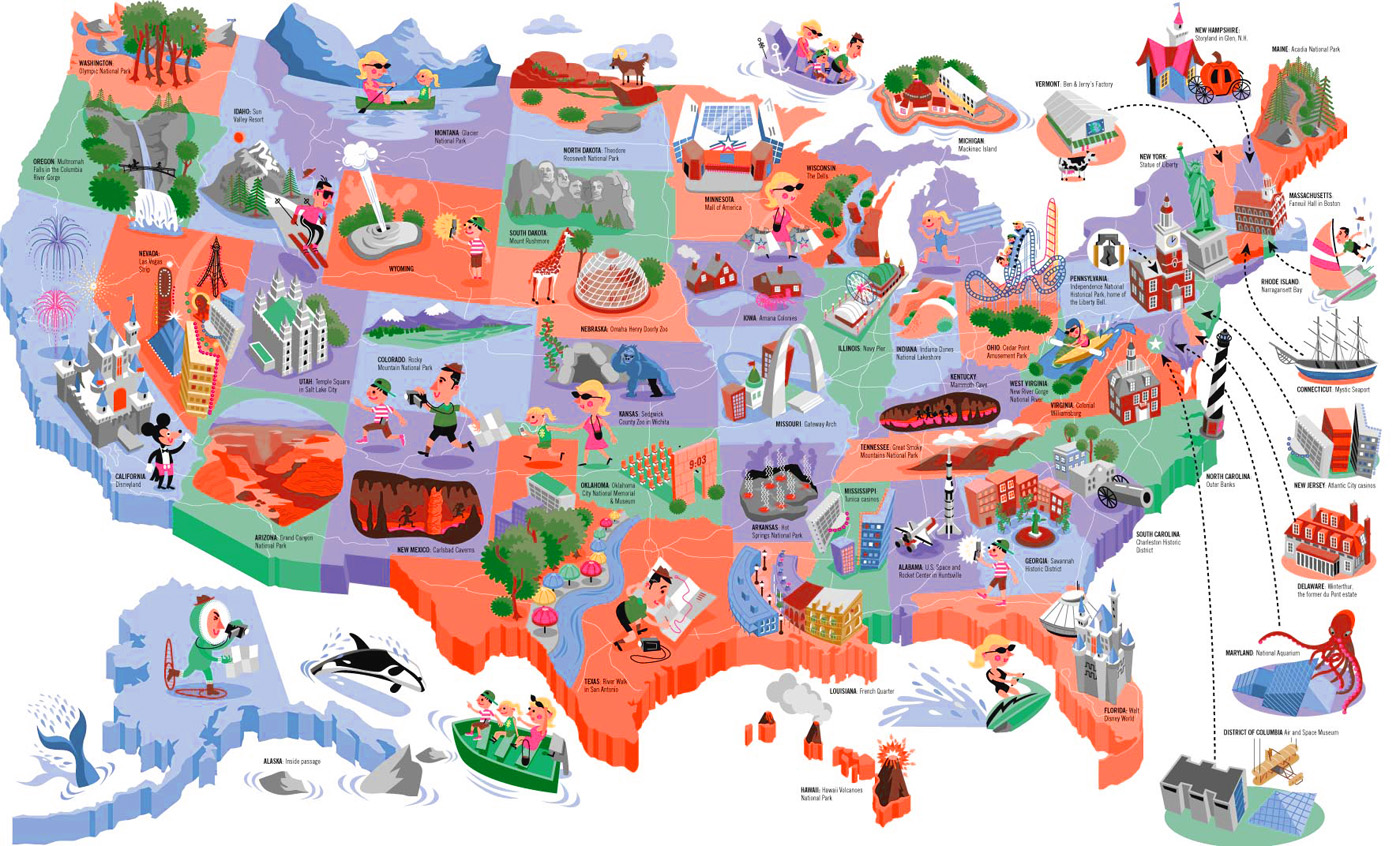 WASHINGTON
Olympic National Park
OREGON: Multnomah
Falls in the Columbia
River Gorge
IDAHO: Sun
Valley Resort
MONTANA: Glacier
National Park
NORTH DAKOTA: Theodore
Roosevelt National Park
SOUTH DAKOTA:
Mount Rushmore
WYOMING
NEVADA:
Las Vegas
Strip
CALIFORNIA:
Disneyland
UTAH: Temple Square
in Salt Lake City
COLORADO: Rocky
Mountain National Park
ARIZONA: Grand Canyon
National Park
NEW MEXICO: Carlsbad Caverns
NEBRASKA: Omaha Henry Doorly Zoo
KANSAS: Sedgwick
County Zoo in Wichita
OKLAHOMA: Oklahoma
City National Memorial
& Museum
9:03
TEXAS: River Walk
in San Antonio
MINNESOTA:
Mall of America
IOWA: Amana Colonies
MISSOURI: Gateway Arch
ARKANSAS: Hot
Springs National Park
LOUISIANA: French Quarter
WISCONSIN:
The Dells
ILLINOIS: Navy Pier
MICHIGAN:
Mackinac Island
INDIANA: Indiana Dunes
National Lakeshore
OHIO: Cedar Point
Amusement Park
KENTUCKY:
Mammoth Cave
TENNESSEE: Great Smoky
Mountains National Park
MISSISSIPPI:
Tunica casinos
ALABAMA: U.S. Space and
Rocket Center in Huntsville
GEORGIA: Savannah
Historic District
FLORIDA: Walt
Disney World
SOUTH CAROLINA:
Charleston Historic
District
NORTH CAROLINA:
Outer Banks
VIRGINIA: Colonial
Williamsburg
WEST VIRGINIA:
New River Gorge
National River
PENNSYLVANIA:
Independence National
Historical Park, home of
the Liberty Bell.
NEW YORK:
Statue of Liberty
VERMONT: Ben & Jerry's Factory
NEW HAMPSHIRE:
Storyland in Glen, N.H.
MAINE: Acadia National Park
MASSACHUSETTS:
Faneuil Hall in Boston
RHODE ISLAND:
Narragansett Bay
CONNECTICUT: Mystic Seaport
NEW JERSEY: Atlantic City casinos
DELAWARE: Winterthur,
the former du Pont estate
MARYLAND: National Aquarium
DISTRICT OF COLUMBIA Air and Space Museum
ALASKA: Inside passage
HAWAII: Hawaii Volcanoes
National Park